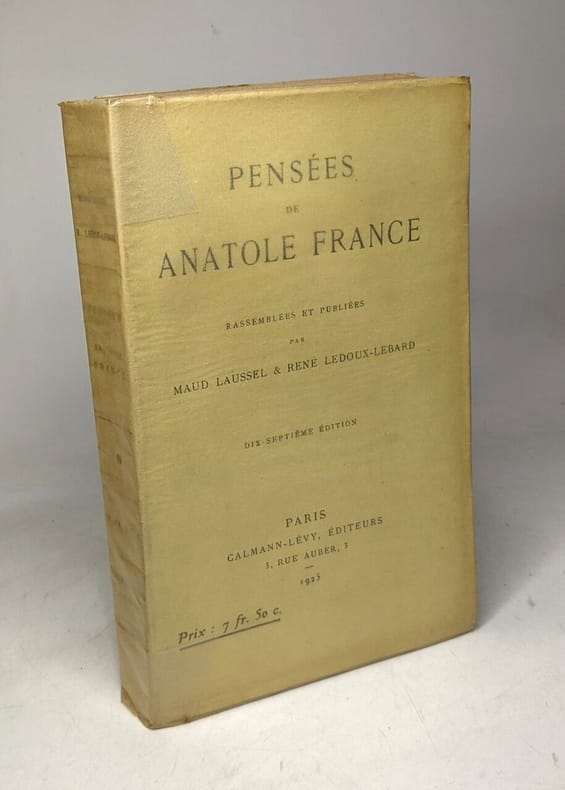 PENSÉES
DE
ANATOLE FRANCE
RASSEMBLÉES ET PUBLIÉES
PAR
MAUD LAUSSEL & RENÉ LEDOUX-LEBARD
DIX-SEPTIÈME ÉDITION
PARIS
CALMANN-LÉVY, ÉDITEURS
3, RUE AUBER, 3
1925
Prix : 7 fr. 50 c.